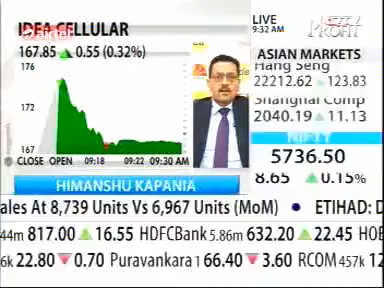 IDEA CELLULAR
167.85 ▲ 0.55 (0.32%)
176
172
167
CLOSE OPEN 09:18 09:22 09:30 AM
HIMANSHU KAPANIA
LIVE
9:32 AM
NDTV PROFIT
ASIAN MARKETS
Hang Seng
22212.62 ▲ 123.83
Shanghai Comp
2040.19 ▲ 11.13
NIFTY
5736.50
8.65 ▲ 0.15%
ales At 8,739 Units Vs 6,967 Units (MoM) ● ETIHAD: D
44m 817.00 ▲ 16.55 HDFCBank 5.86m 632.20 ▲ 22.45 HOE
6k 22.80 ▼ 0.70 Puravankara 1 66.40 ▼ 3.60 RCOM 457k 12